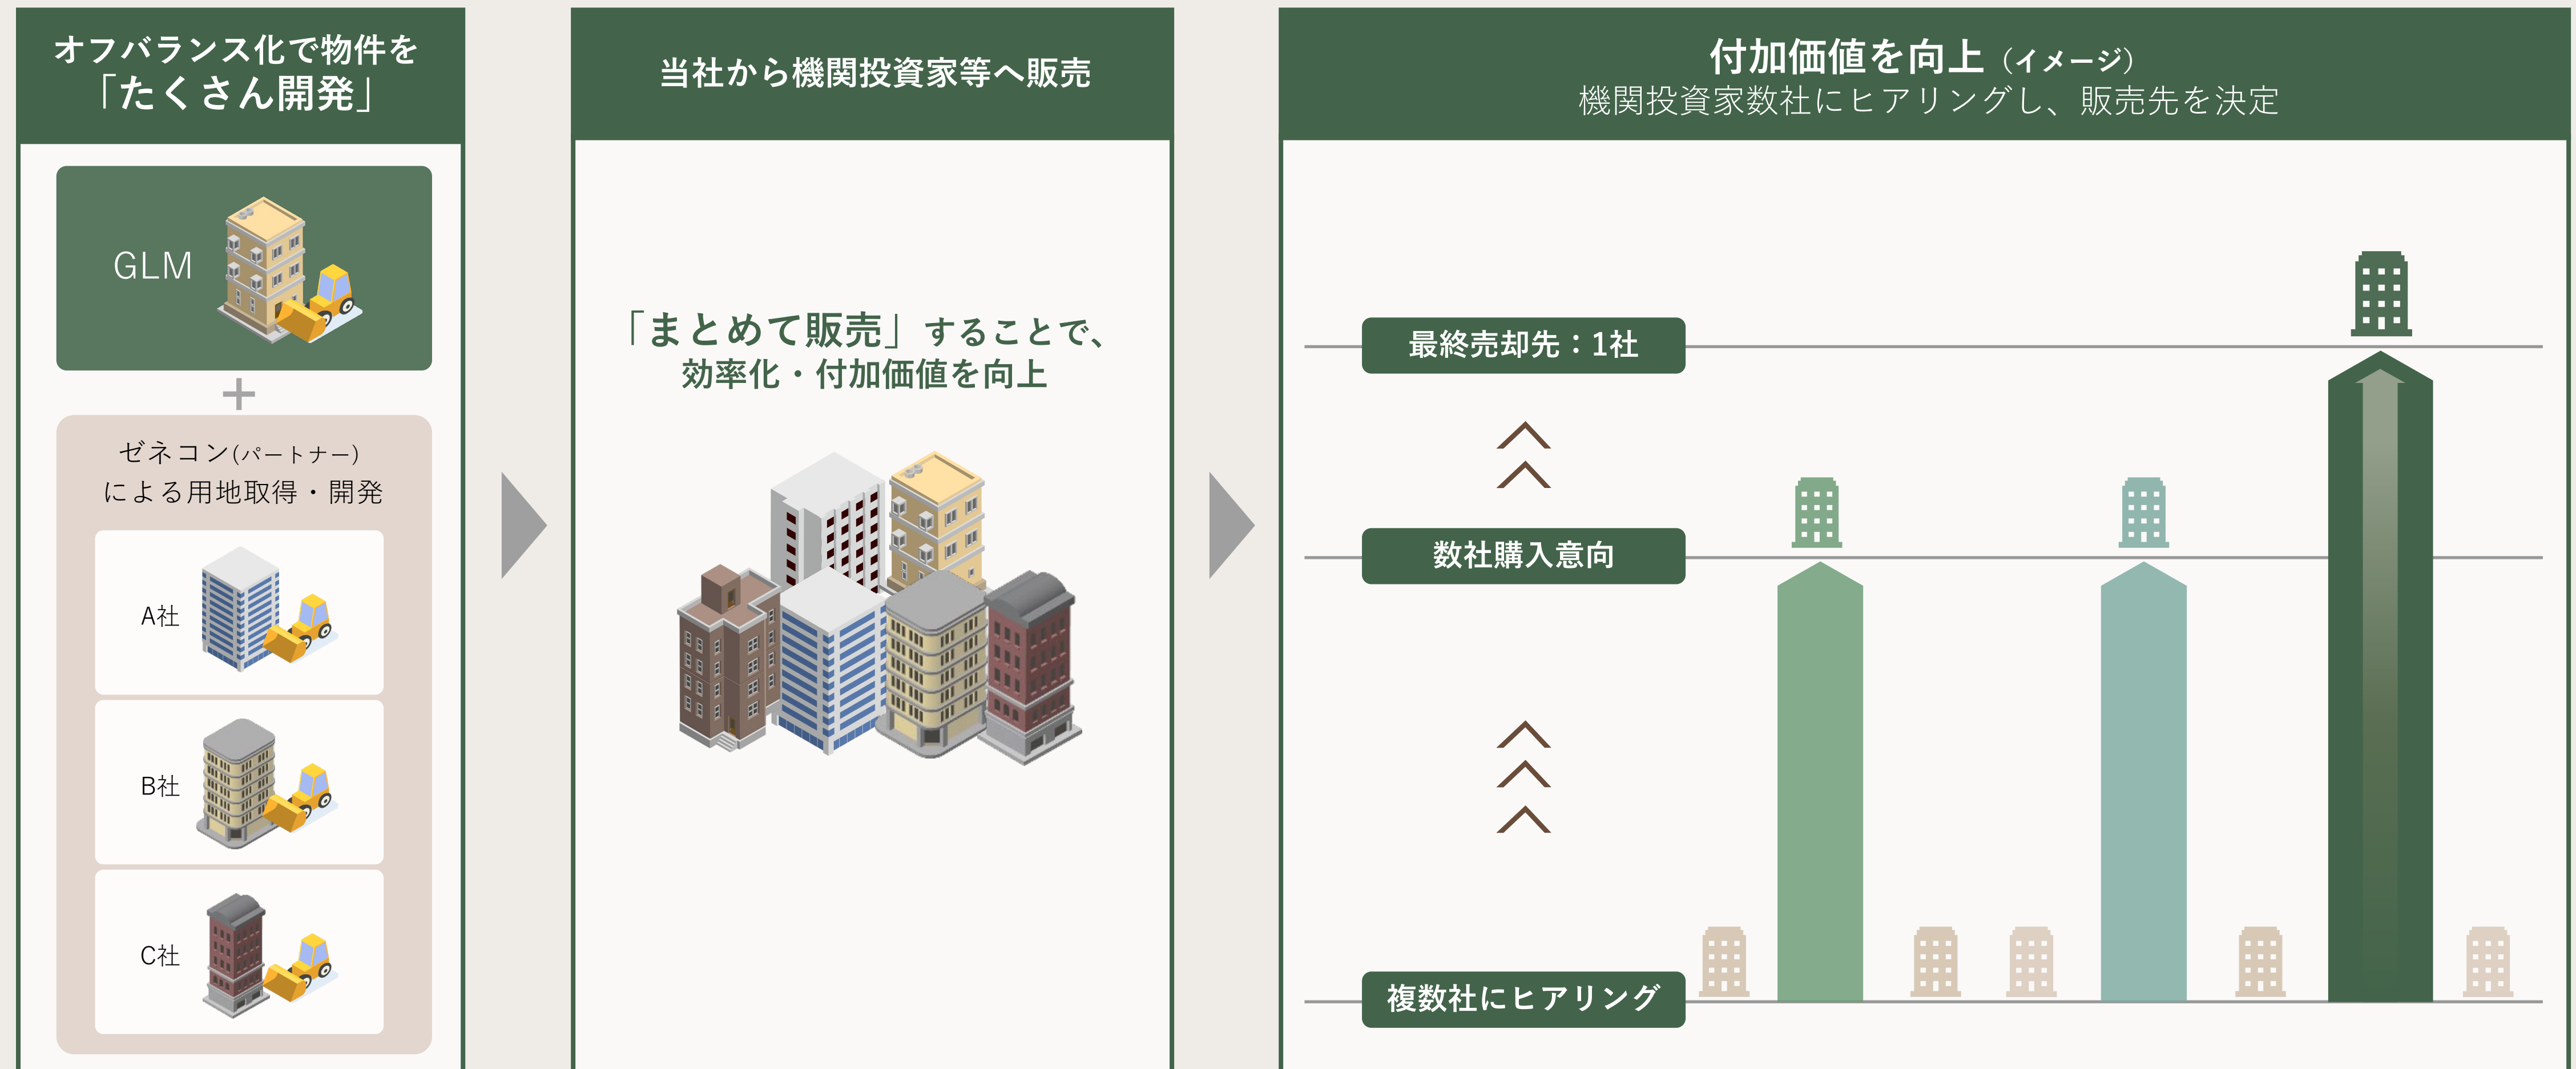 オフバランス化で物件を
「たくさん開発」
GLM
+
ゼネコン(パートナー)
による用地取得・開発
A社
B社
C社
当社から機関投資家等へ販売
「まとめて販売」することで、
効率化・付加価値を向上
付加価値を向上（イメージ）
機関投資家数社にヒアリングし、販売先を決定
最終売却先：1社
数社購入意向
複数社にヒアリング